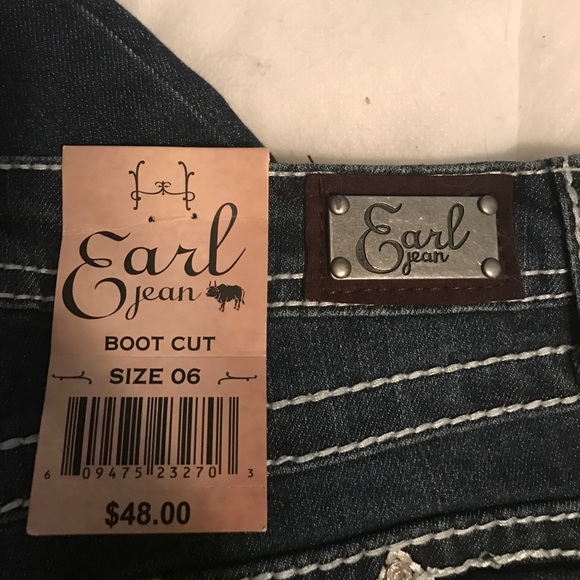 Earl
jean
BOOT CUT
SIZE 06
6 09475 23270 3
$48.00
Earl
jean